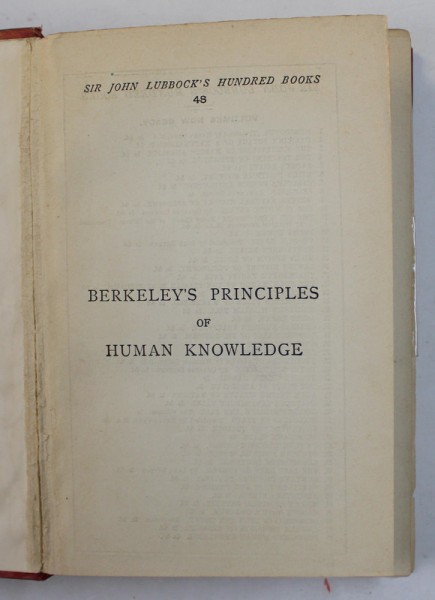 SIR JOHN LUBBOCK'S HUNDRED BOOKS
48
BERKELEY'S PRINCIPLES
OF
HUMAN KNOWLEDGE